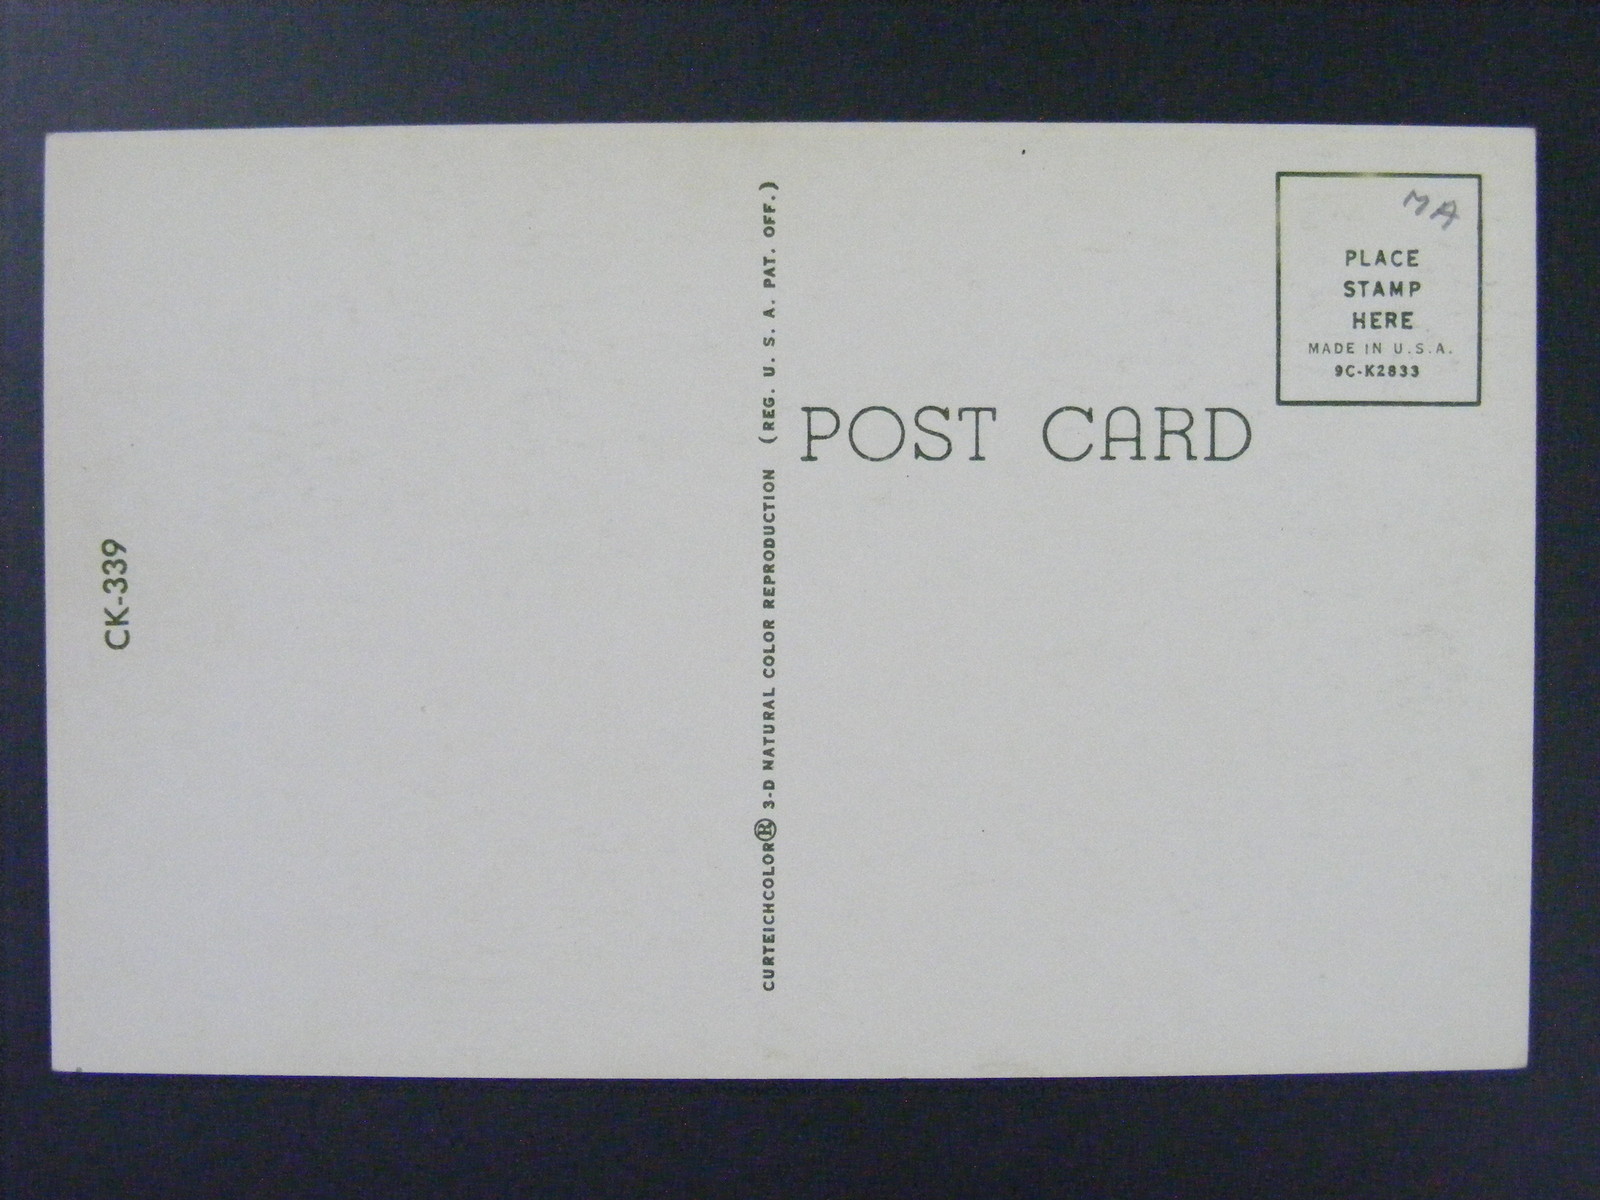 CK-339
CURTEICHCOLOR® 3-D NATURAL COLOR REPRODUCTION (REG. U. S. A. PAT. OFF.)
POST CARD
MA
PLACE
STAMP
HERE
MADE IN U.S.A.
9C-K2833